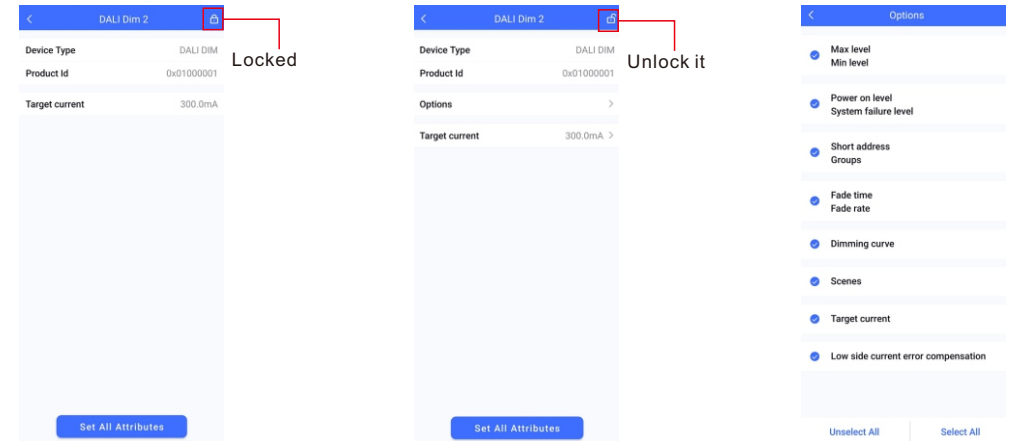 DALI Dim 2
Device Type DALI DIM
Product Id 0x01000001
Target current 300.0mA
Set All Attributes
Locked
DALI Dim 2
Device Type DALI DIM
Product Id 0x01000001
Options
Target current 300.0mA
Set All Attributes
Unlock it
Options
Max level
Min level
Power on level
System failure level
Short address
Groups
Fade time
Fade rate
Dimming curve
Scenes
Target current
Low side current error compensation
Unselect All Select All